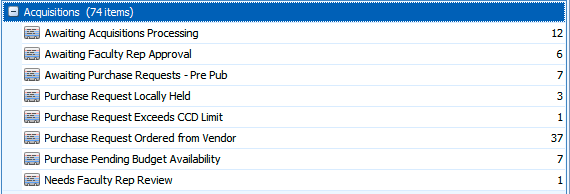 Acquisitions (74 items)
Awaiting Acquisitions Processing 12
Awaiting Faculty Rep Approval 6
Awaiting Purchase Requests - Pre Pub 7
Purchase Request Locally Held 3
Purchase Request Exceeds CCD Limit 1
Purchase Request Ordered from Vendor 37
Purchase Pending Budget Availability 7
Needs Faculty Rep Review 1